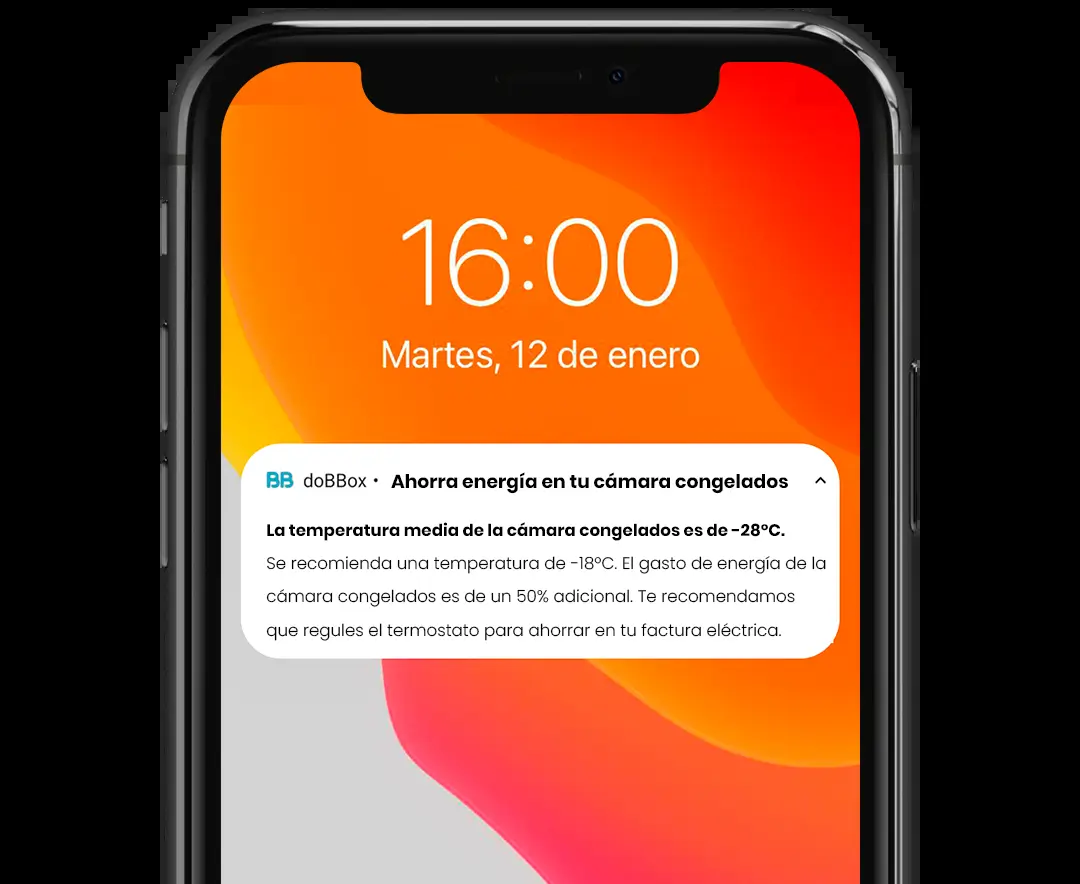 16:00
Martes, 12 de enero
BB doBBox • Ahorra energía en tu cámara congelados
La temperatura media de la cámara congelados es de -28ºC.
Se recomienda una temperatura de -18ºC. El gasto de energía de la
cámara congelados es de un 50% adicional. Te recomendamos
que regules el termostato para ahorrar en tu factura eléctrica.